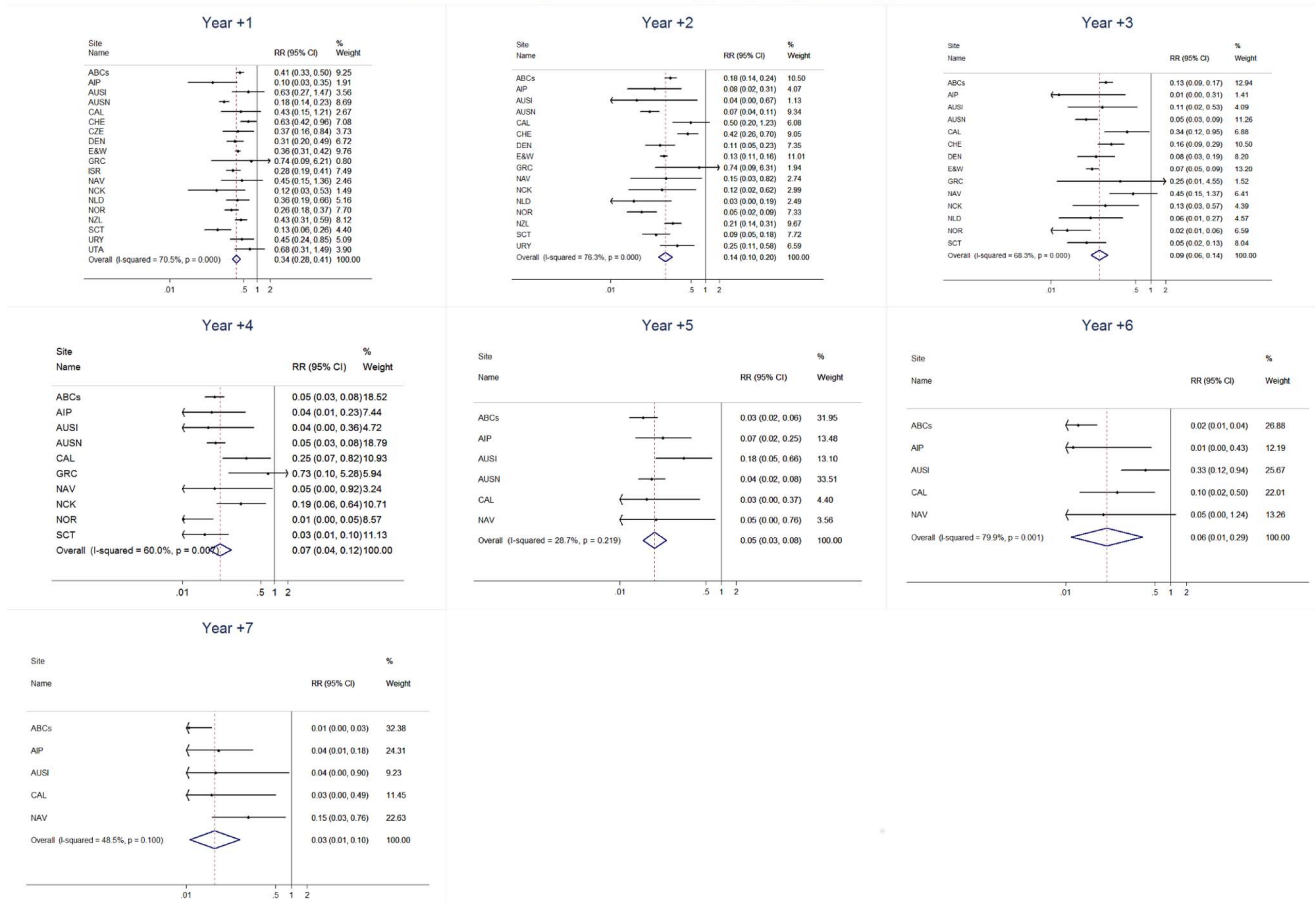 Year +1
Site
Name RR (95% CI) % Weight
ABCs 0.41 (0.33, 0.50) 9.25
AIP 0.10 (0.03, 0.35) 1.91
AUSI 0.63 (0.27, 1.47) 3.56
AUSN 0.18 (0.14, 0.23) 8.69
CAL 0.43 (0.15, 1.21) 2.67
CHE 0.63 (0.42, 0.96) 7.08
CZE 0.37 (0.16, 0.84) 3.73
DEN 0.31 (0.20, 0.49) 6.72
E&W 0.36 (0.31, 0.42) 9.76
GRC 0.74 (0.09, 6.21) 0.80
ISR 0.28 (0.19, 0.41) 7.49
NAV 0.45 (0.15, 1.36) 2.46
NCK 0.12 (0.03, 0.53) 1.49
NLD 0.36 (0.19, 0.66) 5.16
NOR 0.26 (0.18, 0.37) 7.70
NZL 0.43 (0.31, 0.59) 8.12
SCT 0.13 (0.06, 0.26) 4.40
URY 0.45 (0.24, 0.85) 5.09
UTA 0.68 (0.31, 1.49) 3.90
Overall (I-squared = 70.5%, p = 0.000) 0.34 (0.28, 0.41) 100.00
.01 .5 1 2
Year +2
Site %
Name RR (95% CI) Weight
ABCs 0.18 (0.14, 0.24) 10.50
AIP 0.08 (0.02, 0.31) 4.07
AUSI 0.04 (0.00, 0.67) 1.13
AUSN 0.07 (0.04, 0.11) 9.34
CAL 0.50 (0.20, 1.23) 6.08
CHE 0.42 (0.26, 0.70) 9.05
DEN 0.11 (0.05, 0.23) 7.35
E&W 0.13 (0.11, 0.16) 11.01
GRC 0.74 (0.09, 6.31) 1.94
NAV 0.15 (0.03, 0.82) 2.74
NCK 0.12 (0.02, 0.62) 2.99
NLD 0.03 (0.00, 0.19) 2.49
NOR 0.05 (0.02, 0.09) 7.33
NZL 0.21 (0.14, 0.31) 9.67
SCT 0.09 (0.05, 0.18) 7.72
URY 0.25 (0.11, 0.58) 6.59
Overall (I-squared = 76.3%, p = 0.000) 0.14 (0.10, 0.20) 100.00
.01 .5 1 2
Year +3
Site %
Name RR (95% CI) Weight
ABCs 0.13 (0.09, 0.17) 12.94
AIP 0.01 (0.00, 0.31) 1.41
AUSI 0.11 (0.02, 0.53) 4.09
AUSN 0.05 (0.03, 0.09) 11.26
CAL 0.34 (0.12, 0.95) 6.88
CHE 0.16 (0.09, 0.29) 10.50
DEN 0.08 (0.03, 0.19) 8.20
E&W 0.07 (0.05, 0.09) 13.20
GRC 0.25 (0.01, 4.55) 1.52
NAV 0.45 (0.15, 1.37) 6.41
NCK 0.13 (0.03, 0.57) 4.39
NLD 0.06 (0.01, 0.27) 4.57
NOR 0.02 (0.01, 0.06) 6.59
SCT 0.05 (0.02, 0.13) 8.04
Overall (I-squared = 68.3%, p = 0.000) 0.09 (0.06, 0.14) 100.00
.01 .5 1 2
Year +4
Site %
Name RR (95% CI) Weight
ABCs 0.05 (0.03, 0.08)18.52
AIP 0.04 (0.01, 0.23)7.44
AUSI 0.04 (0.00, 0.36)4.72
AUSN 0.05 (0.03, 0.08)18.79
CAL 0.25 (0.07, 0.82)10.93
GRC 0.73 (0.10, 5.28)5.94
NAV 0.05 (0.00, 0.92)3.24
NCK 0.19 (0.06, 0.64)10.71
NOR 0.01 (0.00, 0.05)8.57
SCT 0.03 (0.01, 0.10)11.13
Overall (I-squared = 60.0%, p = 0.007) 0.07 (0.04, 0.12)100.00
.01 .5 1 2
Year +5
Site %
Name RR (95% CI) Weight
ABCs 0.03 (0.02, 0.06) 31.95
AIP 0.07 (0.02, 0.25) 13.48
AUSI 0.18 (0.05, 0.66) 13.10
AUSN 0.04 (0.02, 0.08) 33.51
CAL 0.03 (0.00, 0.37) 4.40
NAV 0.05 (0.00, 0.76) 3.56
Overall (I-squared = 28.7%, p = 0.219) 0.05 (0.03, 0.08) 100.00
.01 .5 1 2
Year +6
Site %
Name RR (95% CI) Weight
ABCs 0.02 (0.01, 0.04) 26.88
AIP 0.01 (0.00, 0.43) 12.19
AUSI 0.33 (0.12, 0.94) 25.67
CAL 0.10 (0.02, 0.50) 22.01
NAV 0.05 (0.00, 1.24) 13.26
Overall (I-squared = 79.9%, p = 0.001) 0.06 (0.01, 0.29) 100.00
.01 .5 1 2
Year +7
Site %
Name RR (95% CI) Weight
ABCs 0.01 (0.00, 0.03) 32.38
AIP 0.04 (0.01, 0.18) 24.31
AUSI 0.04 (0.00, 0.90) 9.23
CAL 0.03 (0.00, 0.49) 11.45
NAV 0.15 (0.03, 0.76) 22.63
Overall (I-squared = 48.5%, p = 0.100) 0.03 (0.01, 0.10) 100.00
.01 .5 1 2